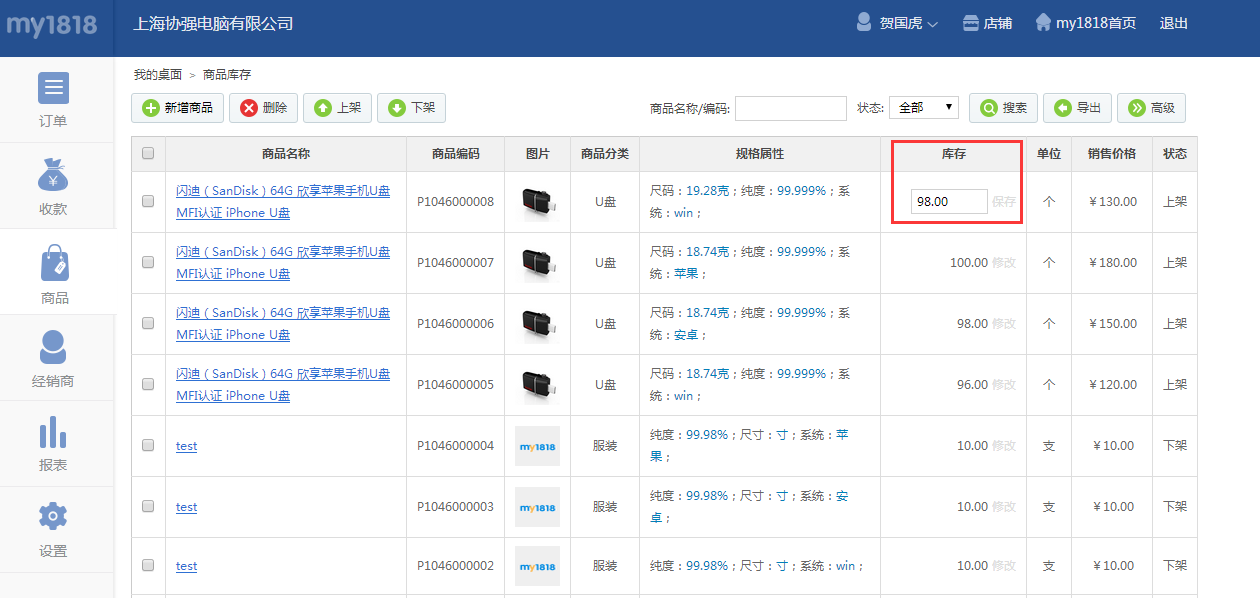 my1818
上海协强电脑有限公司
贺国虎
店铺
my1818首页
退出
订单
收款
商品
经销商
报表
设置
我的桌面 > 商品库存
新增商品
删除
上架
下架
商品名称/编码:
状态:
全部
搜索
导出
高级
商品名称 商品编码 图片 商品分类 规格属性 库存 单位 销售价格 状态
闪迪（SanDisk）64G 欣享苹果手机U盘
MFI认证 iPhone U盘
P1046000008
U盘
尺码：19.28克；纯度：99.999%；系
统：win；
98.00 保存
个
￥130.00
上架
闪迪（SanDisk）64G 欣享苹果手机U盘
MFI认证 iPhone U盘
P1046000007
U盘
尺码：18.74克；纯度：99.999%；系
统：苹果；
100.00 修改
个
￥180.00
上架
闪迪（SanDisk）64G 欣享苹果手机U盘
MFI认证 iPhone U盘
P1046000006
U盘
尺码：18.74克；纯度：99.999%；系
统：安卓；
98.00 修改
个
￥150.00
上架
闪迪（SanDisk）64G 欣享苹果手机U盘
MFI认证 iPhone U盘
P1046000005
U盘
尺码：18.74克；纯度：99.999%；系
统：win；
96.00 修改
个
￥120.00
上架
test
P1046000004
my1818
服装
纯度：99.98%；尺寸：寸；系统：苹
果；
10.00 修改
支
￥10.00
下架
test
P1046000003
my1818
服装
纯度：99.98%；尺寸：寸；系统：安
卓；
10.00 修改
支
￥10.00
下架
test
P1046000002
my1818
服装
纯度：99.98%；尺寸：寸；系统：win；
10.00 修改
支
￥10.00
下架